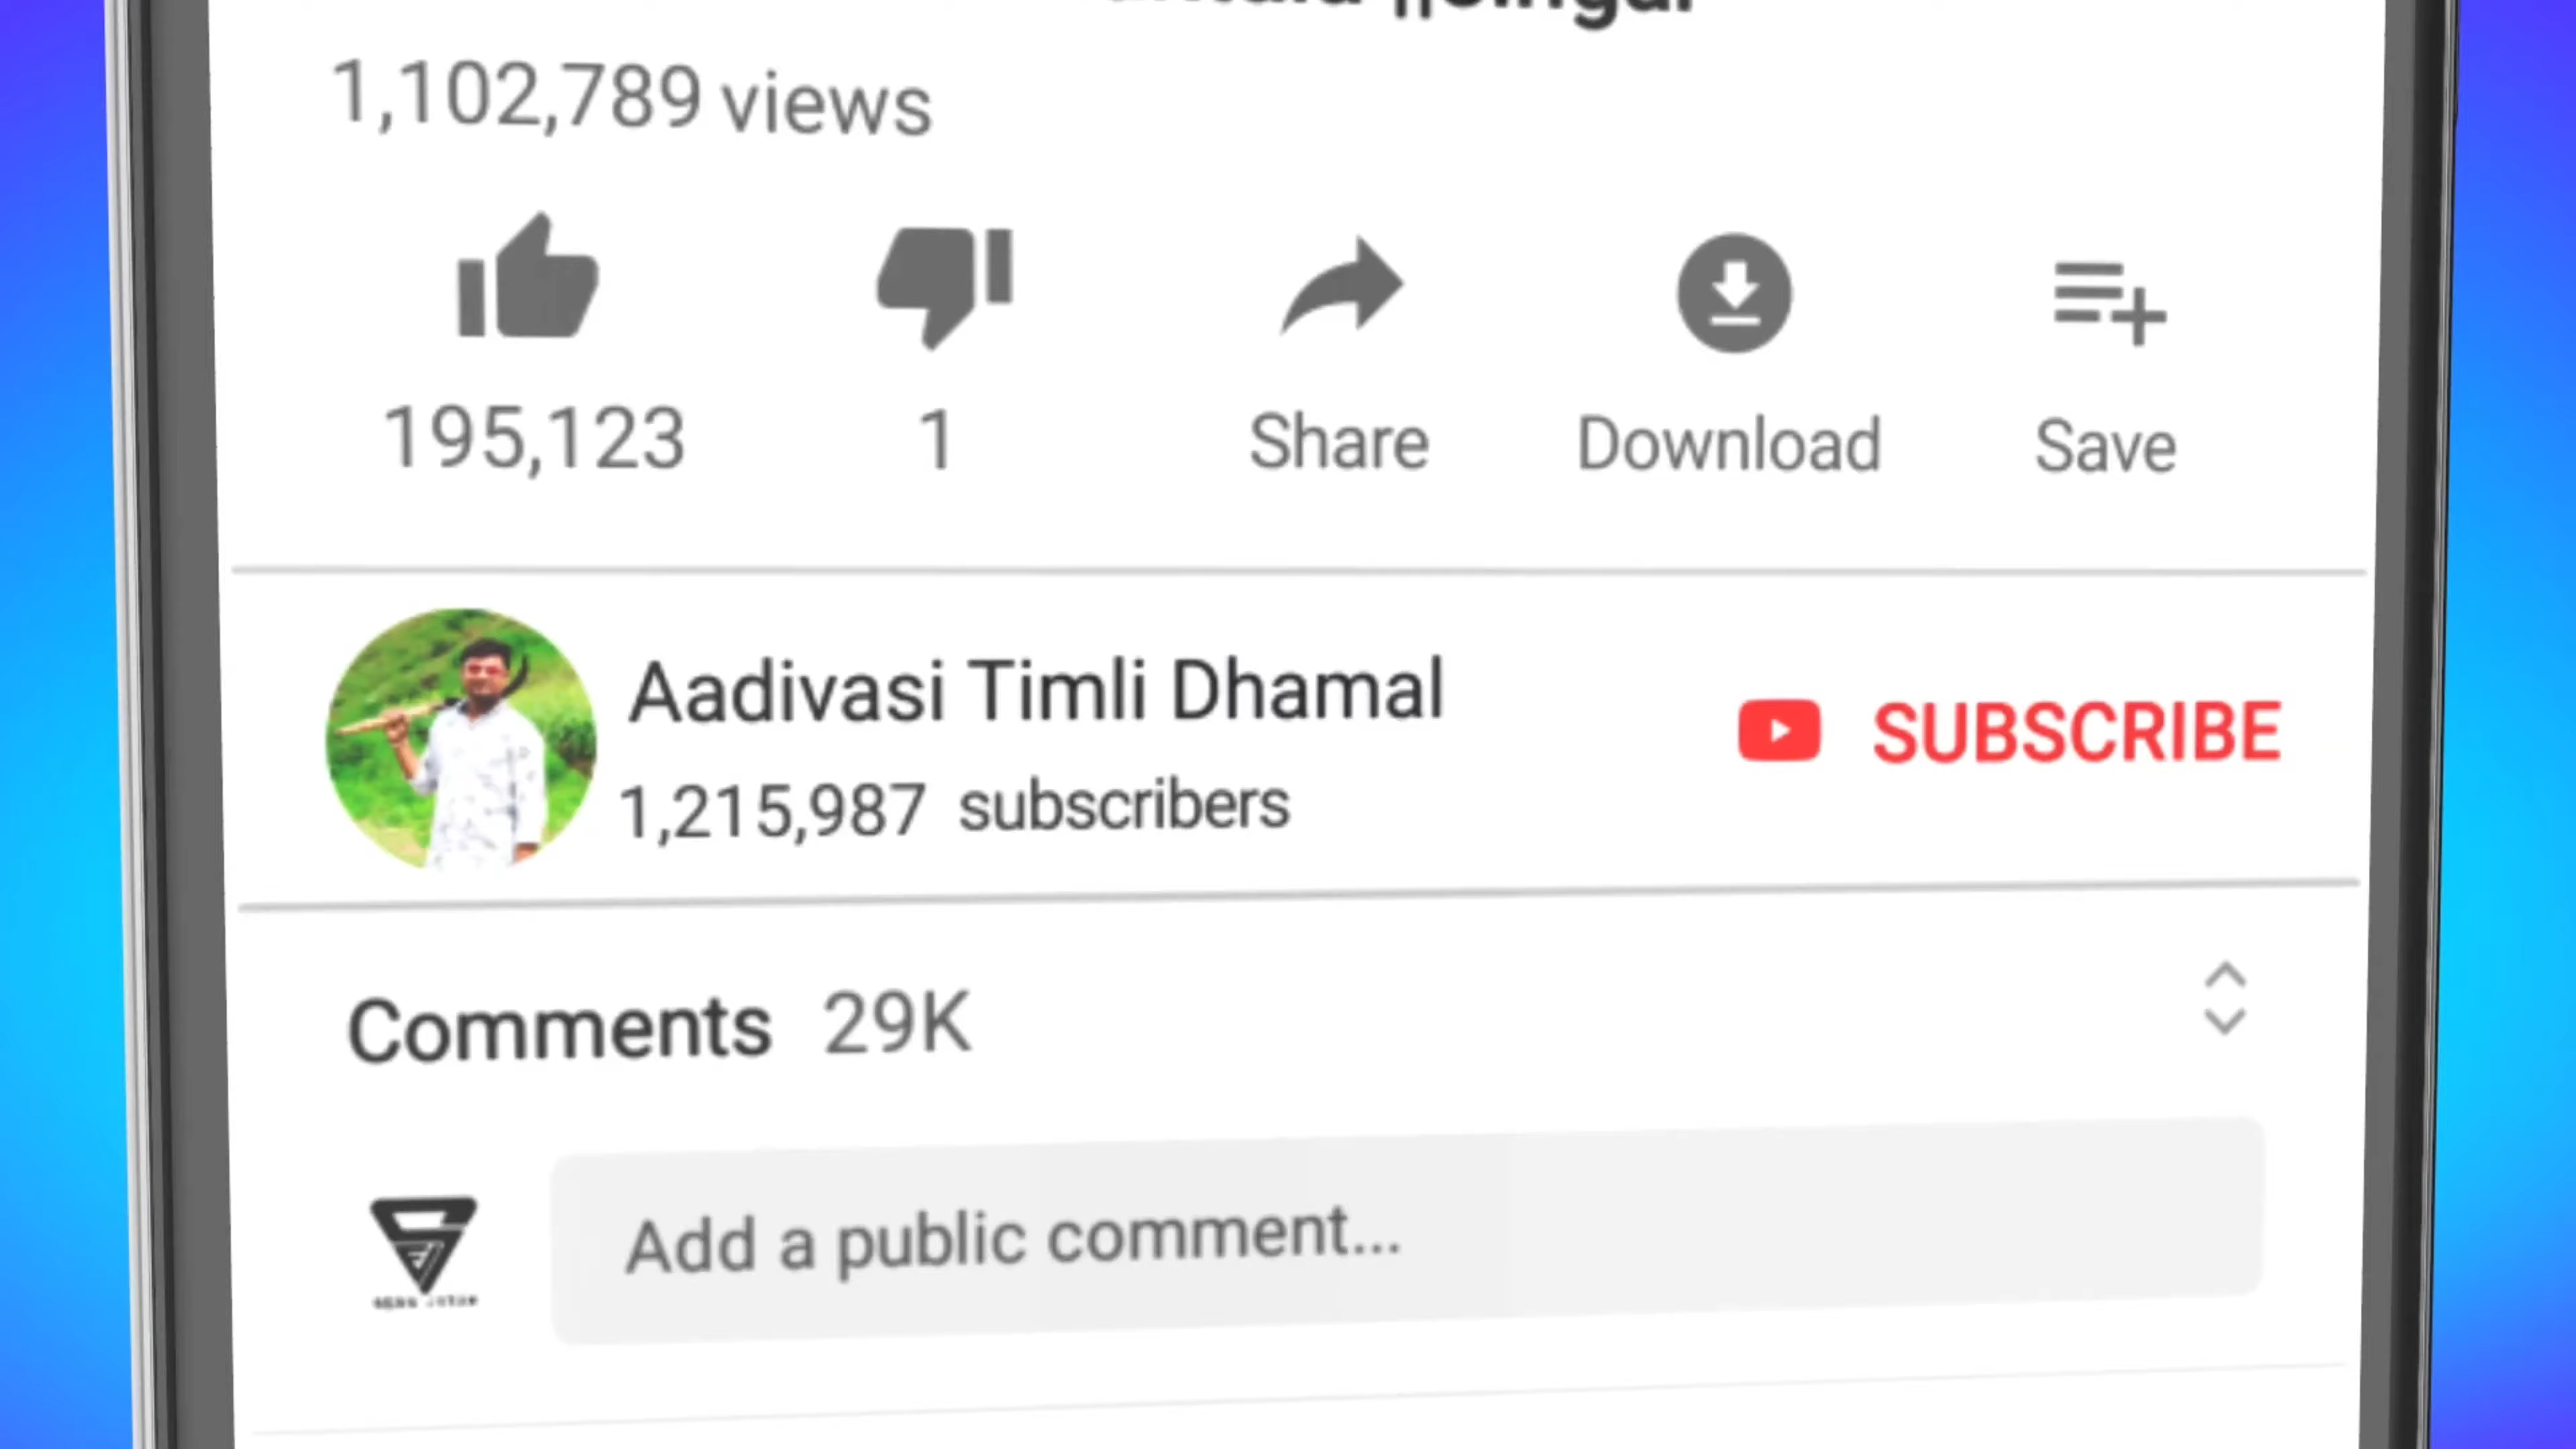 1,102,789 views
195,123
1
Share
Download
Save
Aadivasi Timli Dhamal
1,215,987 subscribers
SUBSCRIBE
Comments 29K
Add a public comment...